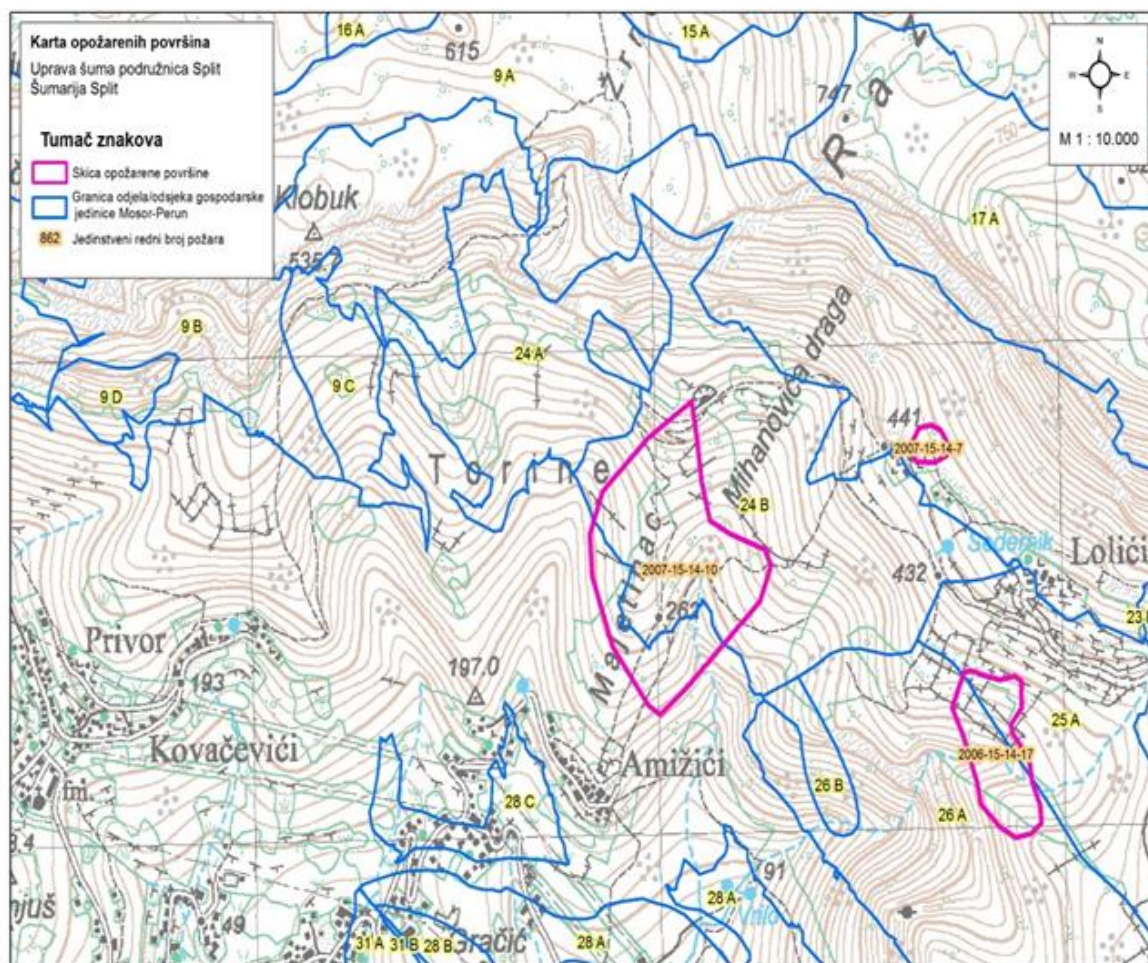 Karta opožarenih površina
Uprava šuma podružnica Split
Šumarija Split
Tumač znakova
Skica opožarene površine
Granica odjela/odsjeka gospodarske
jedinice Mosor-Perun
862 Jedinstveni redni broj požara
M 1 : 10.000
N
W E
S
16 A
615
15 A
9 A
747
R a
750
17 A
Klobuk
535.7
9 B
24 A
9 D
9 C
Mihanovića draga
441
2007-15-14-7
Torine
24 B
2007-15-14-10
262
432
Lolići
Privor
193
197.0
Kovačevići
Amižići
25 A
2006-15-14-17
26 B
26 A
28 C
28 A
91
49
31 A
31 B
28 B
Gračić
28 A